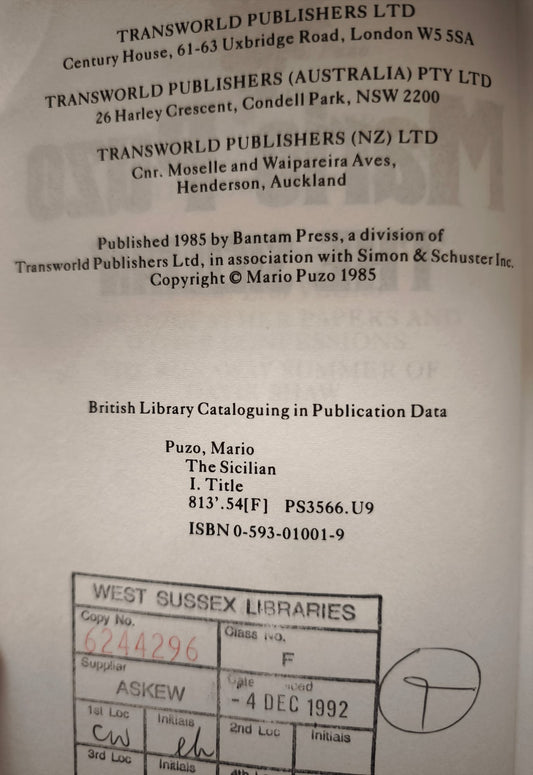 TRANSWORLD PUBLISHERS LTD
Century House, 61-63 Uxbridge Road, London W5 5SA
TRANSWORLD PUBLISHERS (AUSTRALIA) PTY LTD
26 Harley Crescent, Condell Park, NSW 2200
TRANSWORLD PUBLISHERS (NZ) LTD
Cnr. Moselle and Waipareira Aves,
Henderson, Auckland
Published 1985 by Bantam Press, a division of
Transworld Publishers Ltd, in association with Simon & Schuster Inc.
Copyright © Mario Puzo 1985
British Library Cataloguing in Publication Data
Puzo, Mario
The Sicilian
I. Title
813'.54[F] PS3566.U9
ISBN 0-593-01001-9
WEST SUSSEX LIBRARIES
Copy No. Class No.
6244296 F
Supplier
ASKEW - 4 DEC 1992
1st Loc Initials 2nd Loc Initials
CW eh
3rd Loc Initials 4th Loc